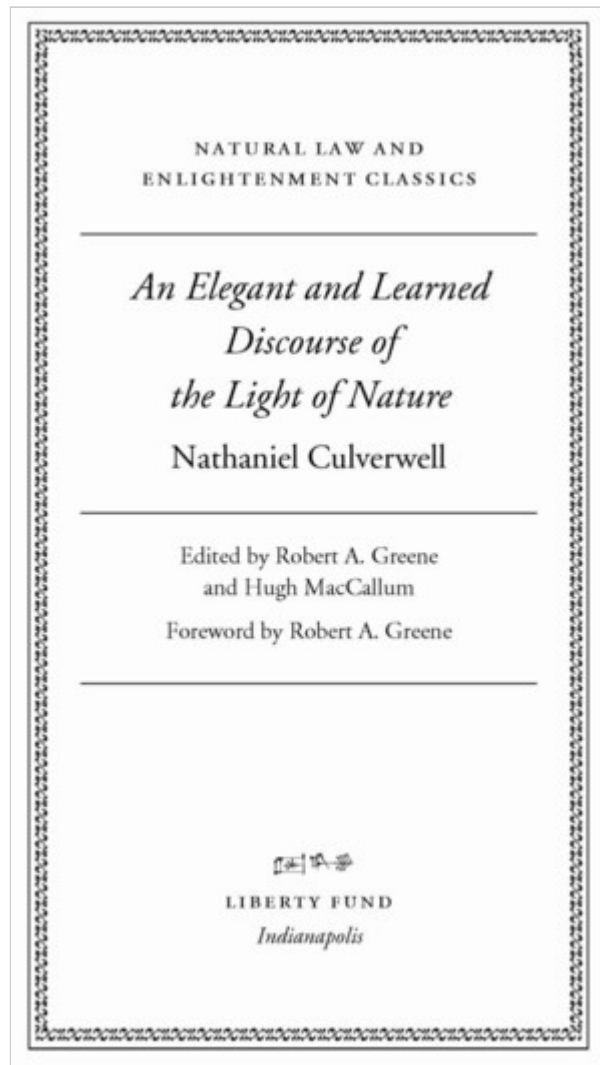 NATURAL LAW AND
ENLIGHTENMENT CLASSICS
An Elegant and Learned
Discourse of
the Light of Nature
Nathaniel Culverwell
Edited by Robert A. Greene
and Hugh MacCallum
Foreword by Robert A. Greene
LIBERTY FUND
Indianapolis